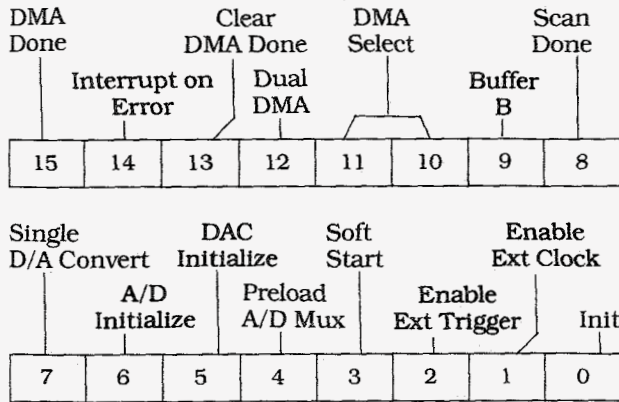 DMA Done
Clear DMA Done
DMA Select
Scan Done
Interrupt on Error
Dual DMA
Buffer B
15 14 13 12 11 10 9 8
Single D/A Convert
DAC Initialize
Soft Start
Enable Ext Clock
A/D Initialize
Preload A/D Mux
Enable Ext Trigger
Init
7 6 5 4 3 2 1 0